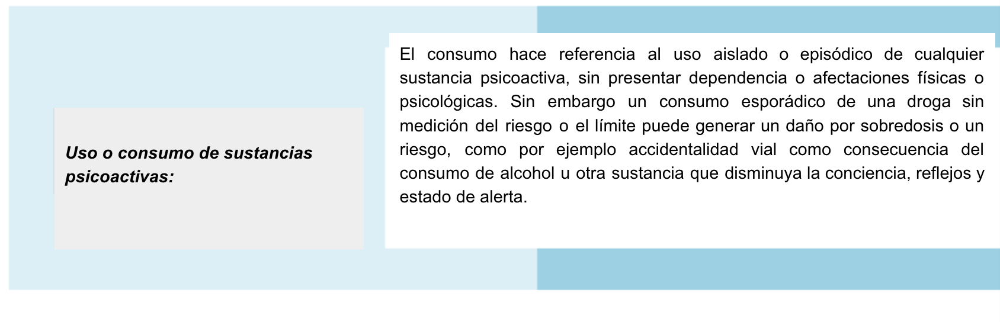 Uso o consumo de sustancias
psicoactivas:
El consumo hace referencia al uso aislado o episódico de cualquier
sustancia psicoactiva, sin presentar dependencia o afectaciones físicas o
psicológicas. Sin embargo un consumo esporádico de una droga sin
medición del riesgo o el límite puede generar un daño por sobredosis o un
riesgo, como por ejemplo accidentalidad vial como consecuencia del
consumo de alcohol u otra sustancia que disminuya la conciencia, reflejos y
estado de alerta.